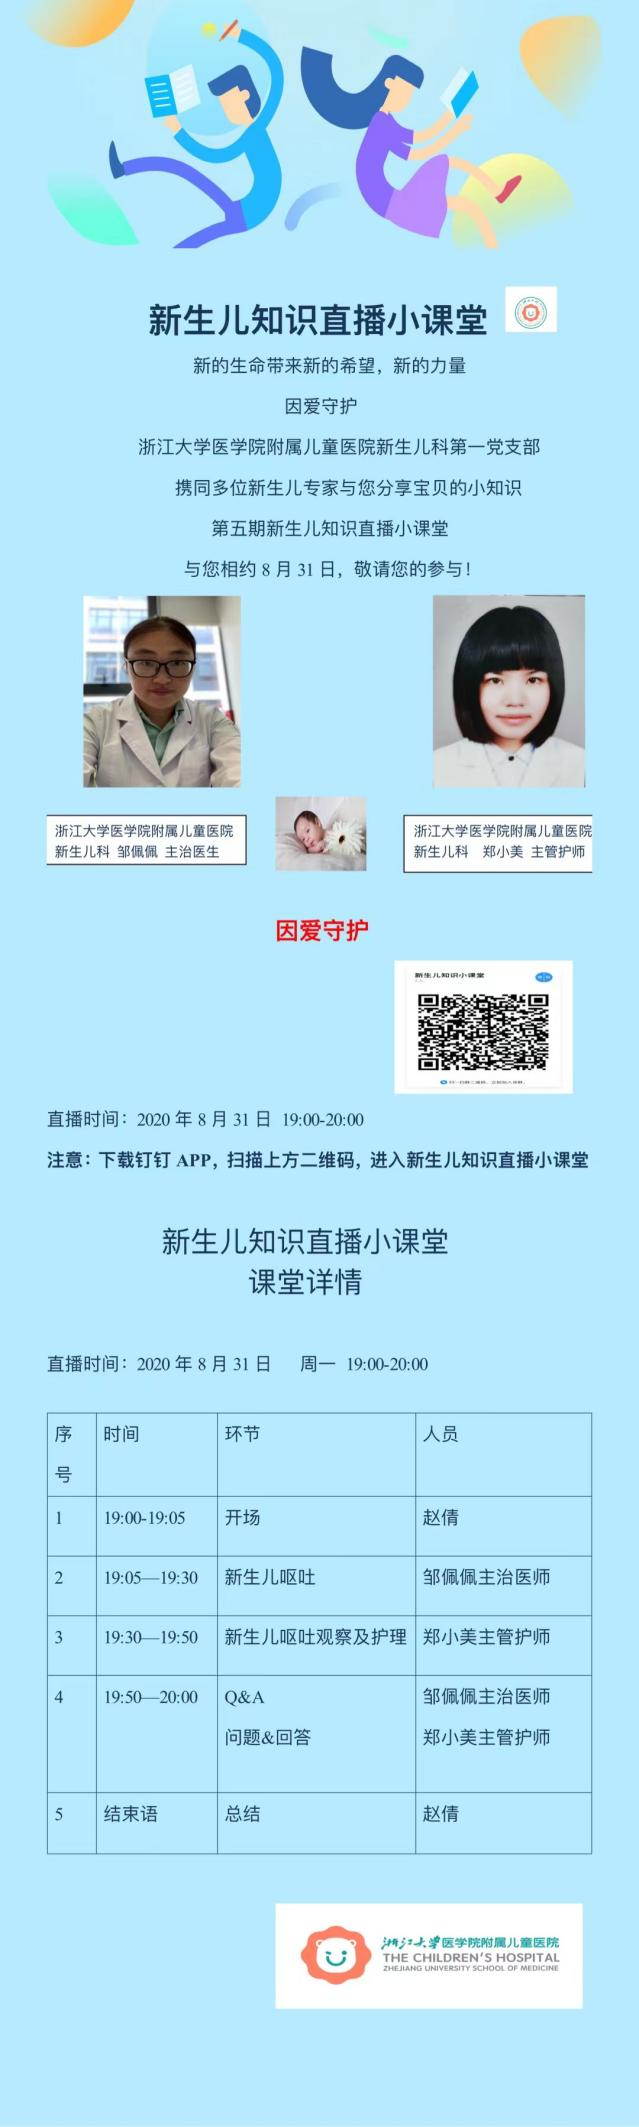 新生儿知识直播小课堂
新的生命带来新的希望，新的力量
因爱守护
浙江大学医学院附属儿童医院新生儿科第一党支部
携同多位新生儿专家与您分享宝贝的小知识
第五期新生儿知识直播小课堂
与您相约 8 月 31 日，敬请您的参与！
浙江大学医学院附属儿童医院
新生儿科 邹佩佩 主治医生
浙江大学医学院附属儿童医院
新生儿科 郑小美 主管护师
因爱守护
新生儿知识小课堂
直播时间：2020 年 8 月 31 日 19:00-20:00
注意：下载钉钉 APP，扫描上方二维码，进入新生儿知识直播小课堂
新生儿知识直播小课堂
课堂详情
直播时间：2020 年 8 月 31 日 周一 19:00-20:00
序号 时间 环节 人员
1 19:00-19:05 开场 赵倩
2 19:05—19:30 新生儿呕吐 邹佩佩主治医师
3 19:30—19:50 新生儿呕吐观察及护理 郑小美主管护师
4 19:50—20:00 Q&A 邹佩佩主治医师
问题&回答 郑小美主管护师
5 结束语 总结 赵倩
浙江大学医学院附属儿童医院
THE CHILDREN'S HOSPITAL
ZHEJIANG UNIVERSITY SCHOOL OF MEDICINE